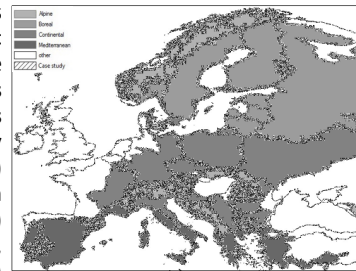 Alpine
Boreal
Continental
Mediterranean
other
Case study